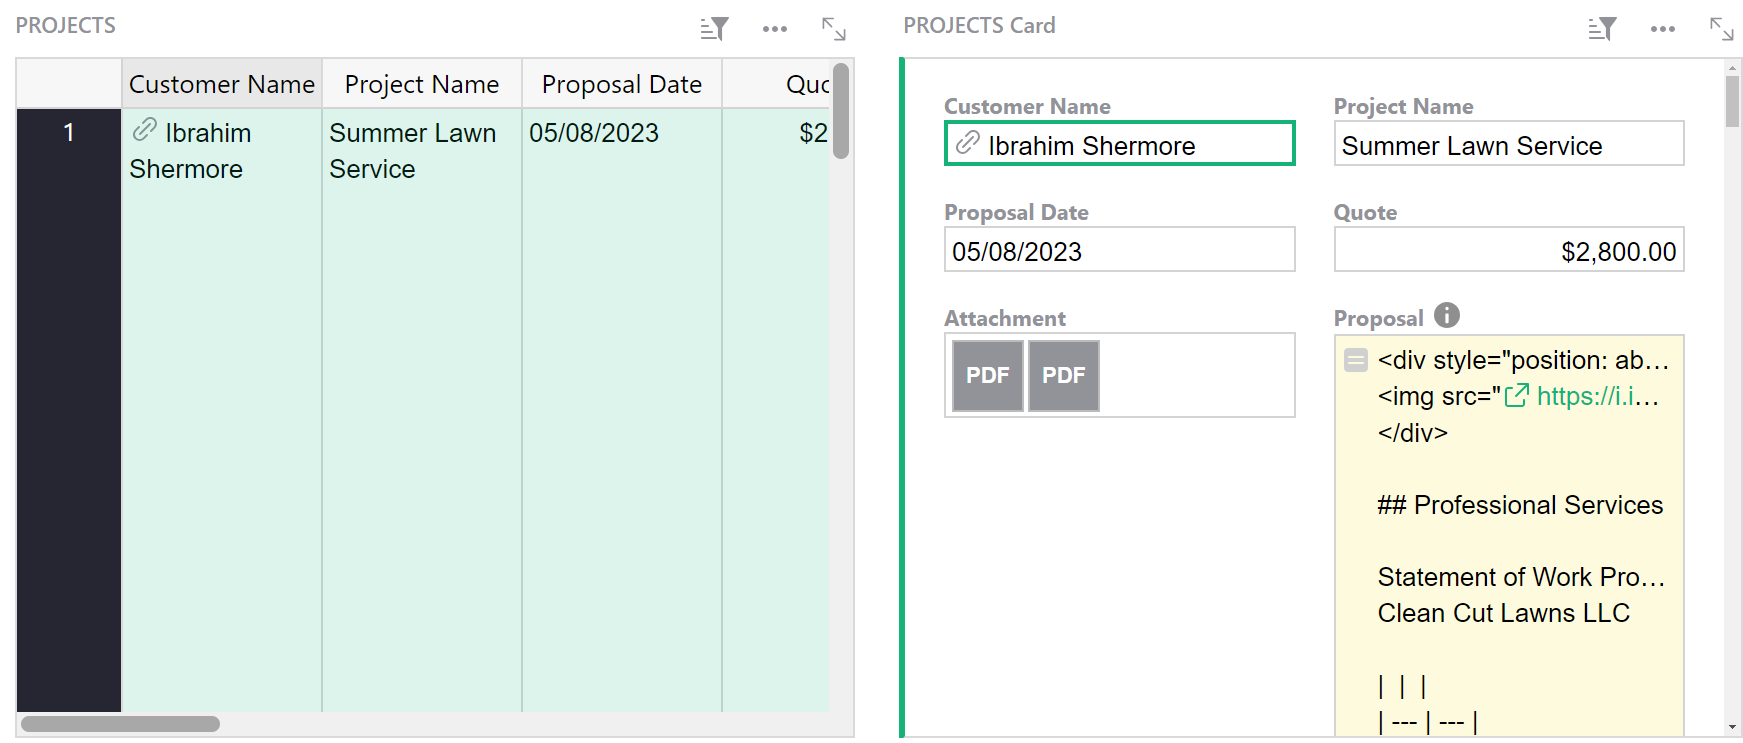 PROJECTS
Customer Name Project Name Proposal Date Quo
1 Ibrahim Shermore Summer Lawn Service 05/08/2023 $2
PROJECTS Card
Customer Name
Ibrahim Shermore
Project Name
Summer Lawn Service
Proposal Date
05/08/2023
Quote
$2,800.00
Attachment
PDF PDF
Proposal
<div style="position: ab...
<img src=" https://i.i...
</div>
## Professional Services
Statement of Work Pro...
Clean Cut Lawns LLC
| | |
| --- | --- |